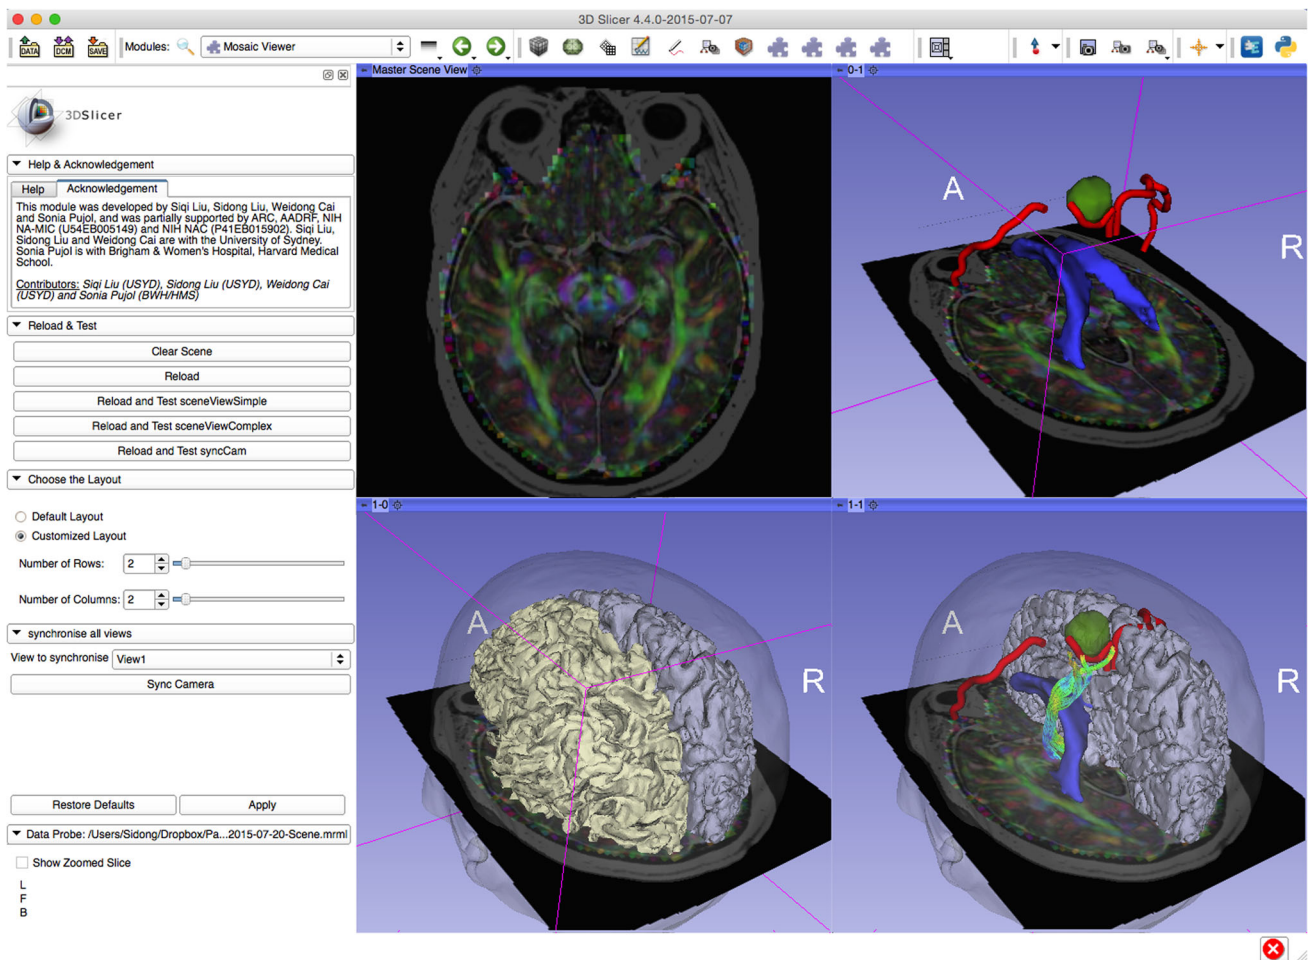 3D Slicer 4.4.0-2015-07-07
DATA
DCM
SAVE
Modules:
Mosaic Viewer
3DSlicer
Help & Acknowledgement
Help
Acknowledgement
This module was developed by Siqi Liu, Sidong Liu, Weidong Cai
and Sonia Pujol, and was partially supported by ARC, AADRF, NIH
NA-MIC (U54EB005149) and NIH NAC (P41EB015902). Siqi Liu,
Sidong Liu and Weidong Cai are with the University of Sydney.
Sonia Pujol is with Brigham & Women's Hospital, Harvard Medical
School.
Contributors: Siqi Liu (USYD), Sidong Liu (USYD), Weidong Cai
(USYD) and Sonia Pujol (BWH/HMS)
Reload & Test
Clear Scene
Reload
Reload and Test sceneViewSimple
Reload and Test sceneViewComplex
Reload and Test syncCam
Choose the Layout
Default Layout
Customized Layout
Number of Rows: 2
Number of Columns: 2
synchronise all views
View to synchronise View1
Sync Camera
Restore Defaults
Apply
Data Probe: /Users/Sidong/Dropbox/Pa...2015-07-20-Scene.mrml
Show Zoomed Slice
L
F
B
Master Scene View
0-1
A
R
1-0
A
R
1-1
A
R